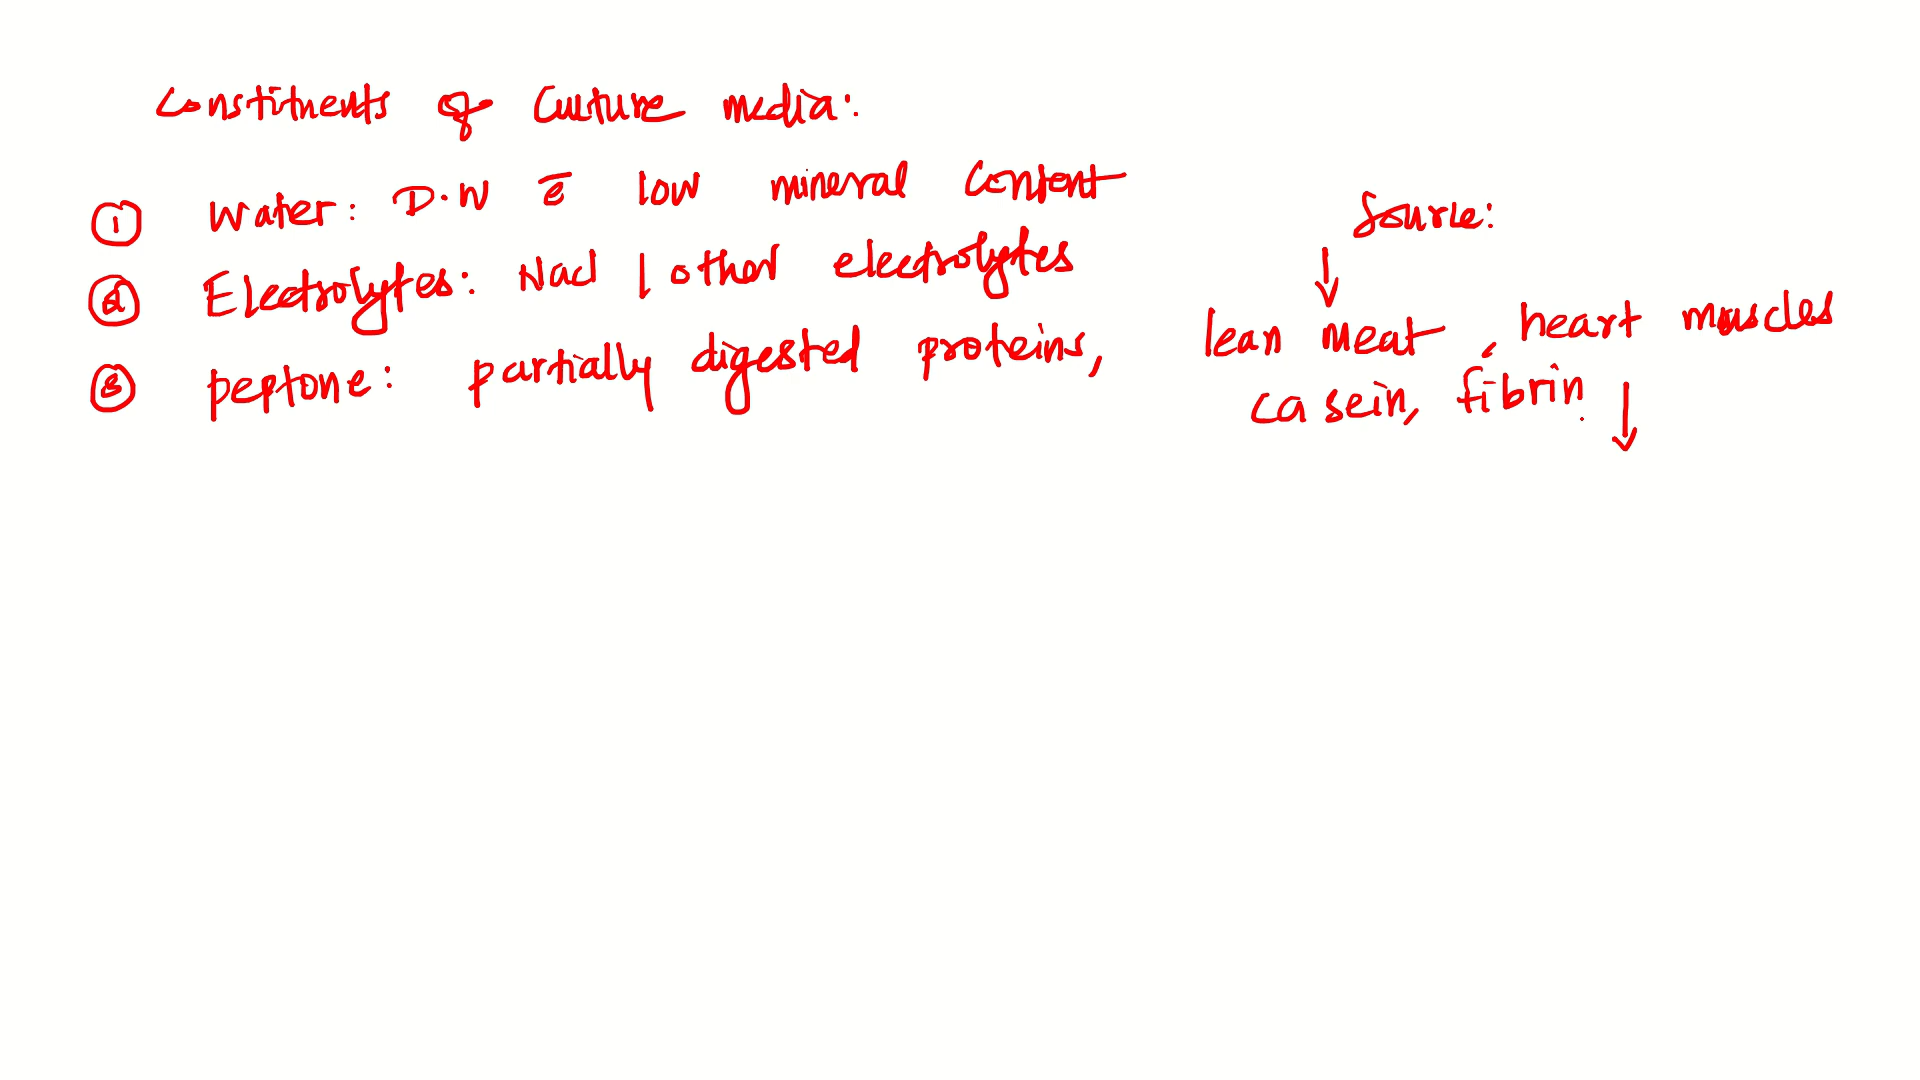 Constituents of Culture media:
① Water: D.W c̄ low mineral Content
② Electrolytes: Nacl / other electrolytes
③ peptone: partially digested proteins,
Source:
↓
lean meat, heart muscles
casein, fibrin.
↓